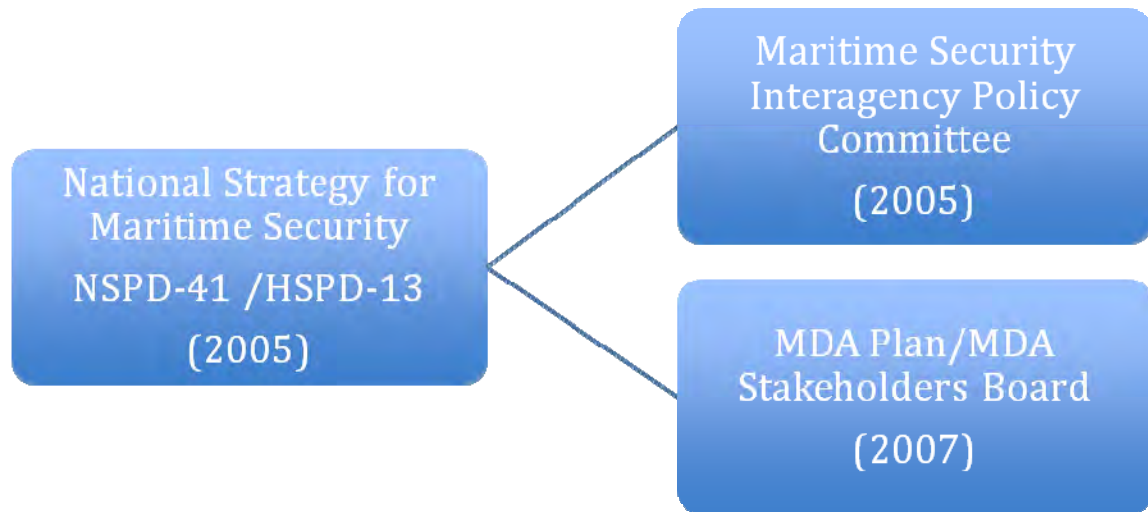 National Strategy for
Maritime Security
NSPD-41 /HSPD-13
(2005)
Maritime Security
Interagency Policy
Committee
(2005)
MDA Plan/MDA
Stakeholders Board
(2007)